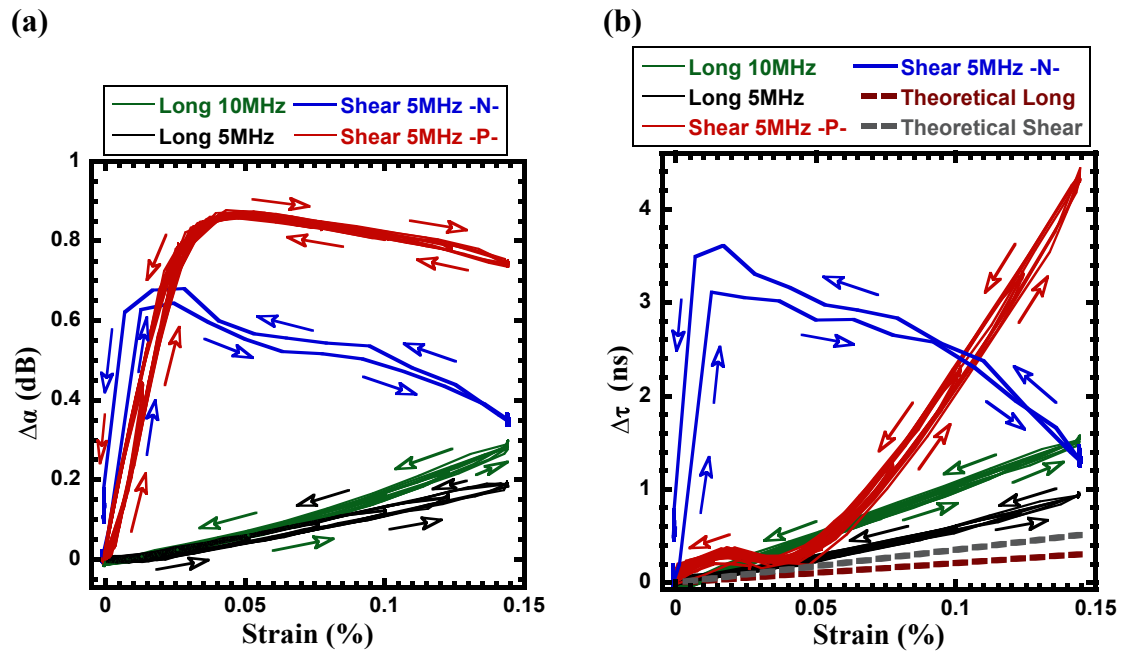 (a)
Long 10MHz
Shear 5MHz -N-
Long 5MHz
Shear 5MHz -P-
1
0.8
0.6
0.4
0.2
0
Δα (dB)
0
0.05
0.1
0.15
Strain (%)
(b)
Long 10MHz
Shear 5MHz -N-
Long 5MHz
Theoretical Long
Shear 5MHz -P-
Theoretical Shear
4
3
2
1
0
Δτ (ns)
0
0.05
0.1
0.15
Strain (%)